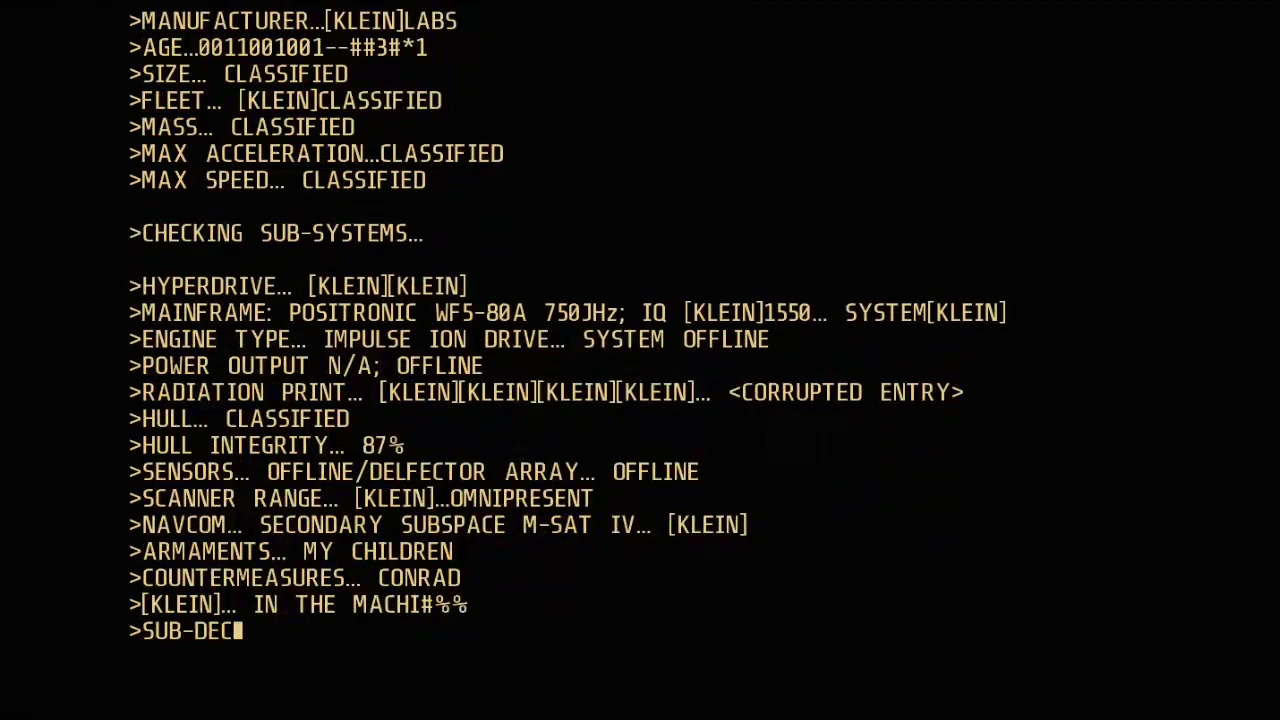 >MANUFACTURER...[KLEIN]LABS
>AGE...0011001001--##3#*1
>SIZE... CLASSIFIED
>FLEET... [KLEIN]CLASSIFIED
>MASS... CLASSIFIED
>MAX ACCELERATION...CLASSIFIED
>MAX SPEED... CLASSIFIED
>CHECKING SUB-SYSTEMS...
>HYPERDRIVE... [KLEIN][KLEIN]
>MAINFRAME: POSITRONIC WF5-80A 750JHz; IQ [KLEIN]1550... SYSTEM[KLEIN]
>ENGINE TYPE... IMPULSE ION DRIVE... SYSTEM OFFLINE
>POWER OUTPUT N/A; OFFLINE
>RADIATION PRINT... [KLEIN][KLEIN][KLEIN][KLEIN]... <CORRUPTED ENTRY>
>HULL... CLASSIFIED
>HULL INTEGRITY... 87%
>SENSORS... OFFLINE/DELFECTOR ARRAY... OFFLINE
>SCANNER RANGE... [KLEIN]...OMNIPRESENT
>NAVCOM... SECONDARY SUBSPACE M-SAT IV... [KLEIN]
>ARMAMENTS... MY CHILDREN
>COUNTERMEASURES... CONRAD
>[KLEIN]... IN THE MACHI#%%
>SUB-DEC